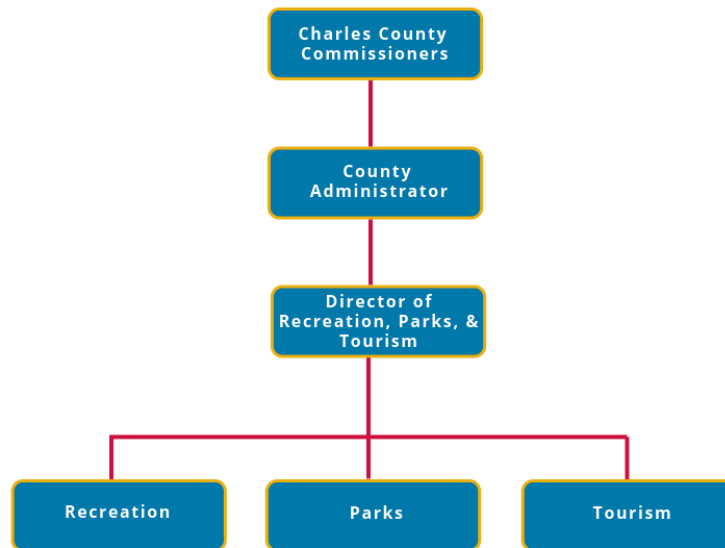 Charles County
Commissioners
County
Administrator
Director of
Recreation, Parks, &
Tourism
Recreation
Parks
Tourism